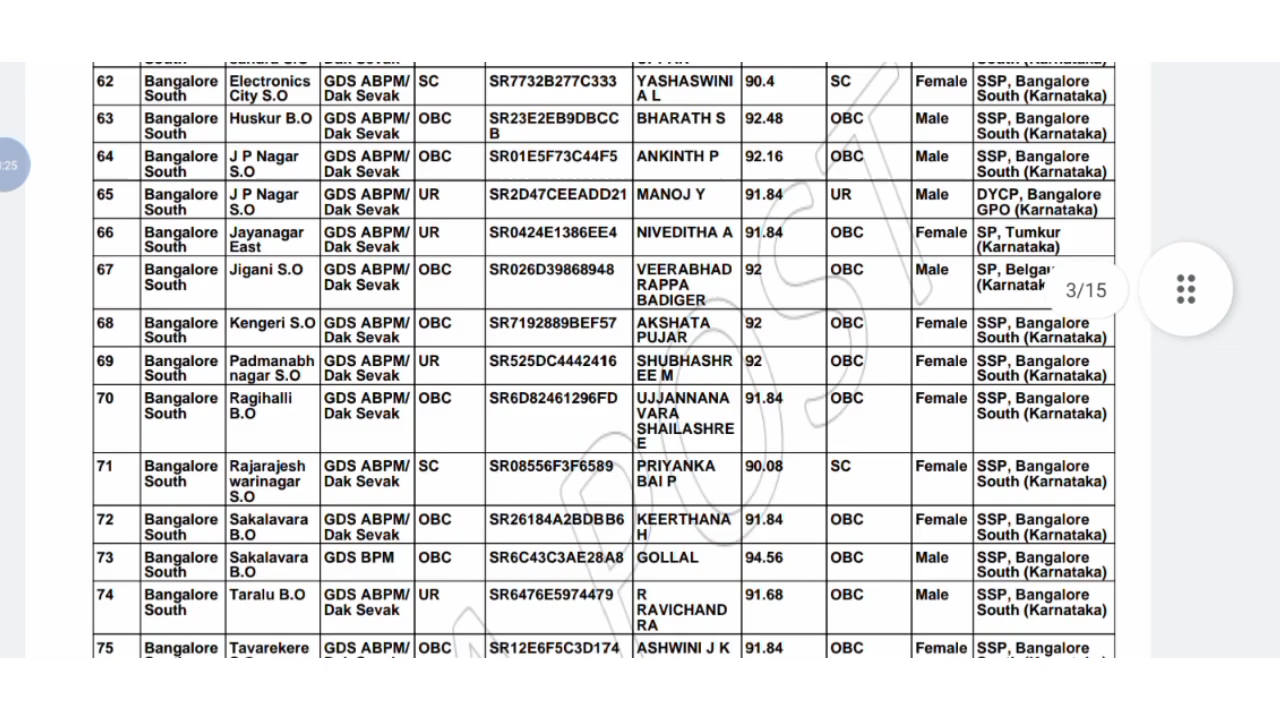 62 Bangalore Electronics GDS ABPM/ SC SR7732B277C333 YASHASWINI 90.4 SC Female SSP, Bangalore
South City S.O Dak Sevak A L South (Karnataka)
63 Bangalore Huskur B.O GDS ABPM/ OBC SR23E2EB9DBCC BHARATH S 92.48 OBC Male SSP, Bangalore
South Dak Sevak B South (Karnataka)
64 Bangalore J P Nagar GDS ABPM/ OBC SR01E5F73C44F5 ANKINTH P 92.16 OBC Male SSP, Bangalore
South S.O Dak Sevak South (Karnataka)
65 Bangalore J P Nagar GDS ABPM/ UR SR2D47CEEADD21 MANOJ Y 91.84 UR Male DYCP, Bangalore
South S.O Dak Sevak GPO (Karnataka)
66 Bangalore Jayanagar GDS ABPM/ UR SR0424E1386EE4 NIVEDITHA A 91.84 OBC Female SP, Tumkur
South East Dak Sevak (Karnataka)
67 Bangalore Jigani S.O GDS ABPM/ OBC SR026D39868948 VEERABHAD 92 OBC Male SP,
South Dak Sevak RAPPA
BADIGER
3/15
68 Bangalore Kengeri S.O GDS ABPM/ OBC SR7192889BEF57 AKSHATA 92 OBC Female SSP, Bangalore
South Dak Sevak PUJAR South (Karnataka)
69 Bangalore Padmanabh GDS ABPM/ UR SR525DC4442416 SHUBHASHR 92 OBC Female SSP, Bangalore
South nagar S.O Dak Sevak EE M South (Karnataka)
70 Bangalore Ragihalli GDS ABPM/ OBC SR6D82461296FD UJJANNANA 91.84 OBC Female SSP, Bangalore
South B.O Dak Sevak VARA South (Karnataka)
SHAILASHRE
E
71 Bangalore Rajarajesh GDS ABPM/ SC SR08556F3F6589 PRIYANKA 90.08 SC Female SSP, Bangalore
South warinagar Dak Sevak BAI P South (Karnataka)
S.O
72 Bangalore Sakalavara GDS ABPM/ OBC SR26184A2BDBB6 KEERTHANA 91.84 OBC Female SSP, Bangalore
South B.O Dak Sevak H South (Karnataka)
73 Bangalore Sakalavara GDS BPM OBC SR6C43C3AE28A8 GOLLAL 94.56 OBC Male SSP, Bangalore
South B.O South (Karnataka)
74 Bangalore Taralu B.O GDS ABPM/ UR SR6476E5974479 R 91.68 OBC Male SSP, Bangalore
South Dak Sevak RAVICHAND South (Karnataka)
RA
75 Bangalore Tavarekere GDS ABPM/ OBC SR12E6F5C3D174 ASHWINI J K 91.84 OBC Female SSP, Bangalore
POST